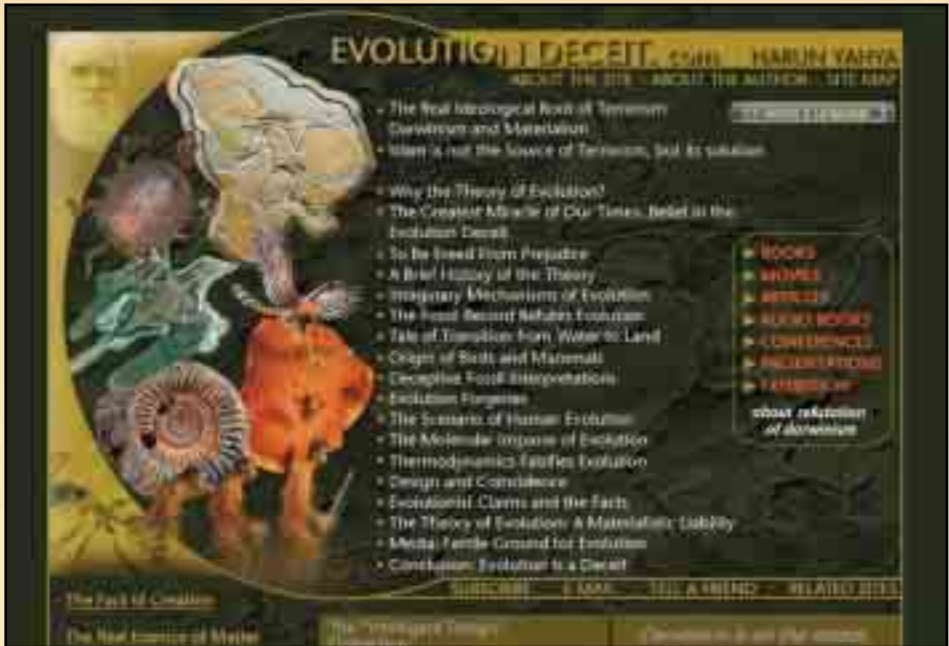 EVOLUTION DECEIT. com HARUN YAHYA
ABOUT THE SITE - ABOUT THE AUTHOR - SITE MAP
• The Real Ideological Root of Terrorism
Darwinism and Materialism
• Islam is not the Source of Terrorism, but its solution
• Why the Theory of Evolution?
• The Greatest Miracle of Our Times: Belief in the
Evolution Deceit
• To Be Freed From Prejudice
• A Brief History of the Theory
• Imaginary Mechanisms of Evolution
• The Fossil Record Refutes Evolution
• Tale of Transition from Water to Land
• Origin of Birds and Mammals
• Deceptive Fossil Interpretations
• Evolution Forgeries
• The Scenario of Human Evolution
• The Molecular Impasse of Evolution
• Thermodynamics Falsifies Evolution
• Design and Coincidence
• Evolutionist Claims and the Facts
• The Theory of Evolution: A Materialistic Liability
• Media: Fertile Ground for Evolution
• Conclusion: Evolution Is a Deceit
BOOKS
MOVIES
ARTICLES
AUDIO BOOKS
CONFERENCES
PRESENTATIONS
about refutation
of darwinism
SUBSCRIBE E-MAIL TELL A FRIEND - RELATED SITES
The Fact of Creation
The Real Essence of Matter
The "Intelligent Design"